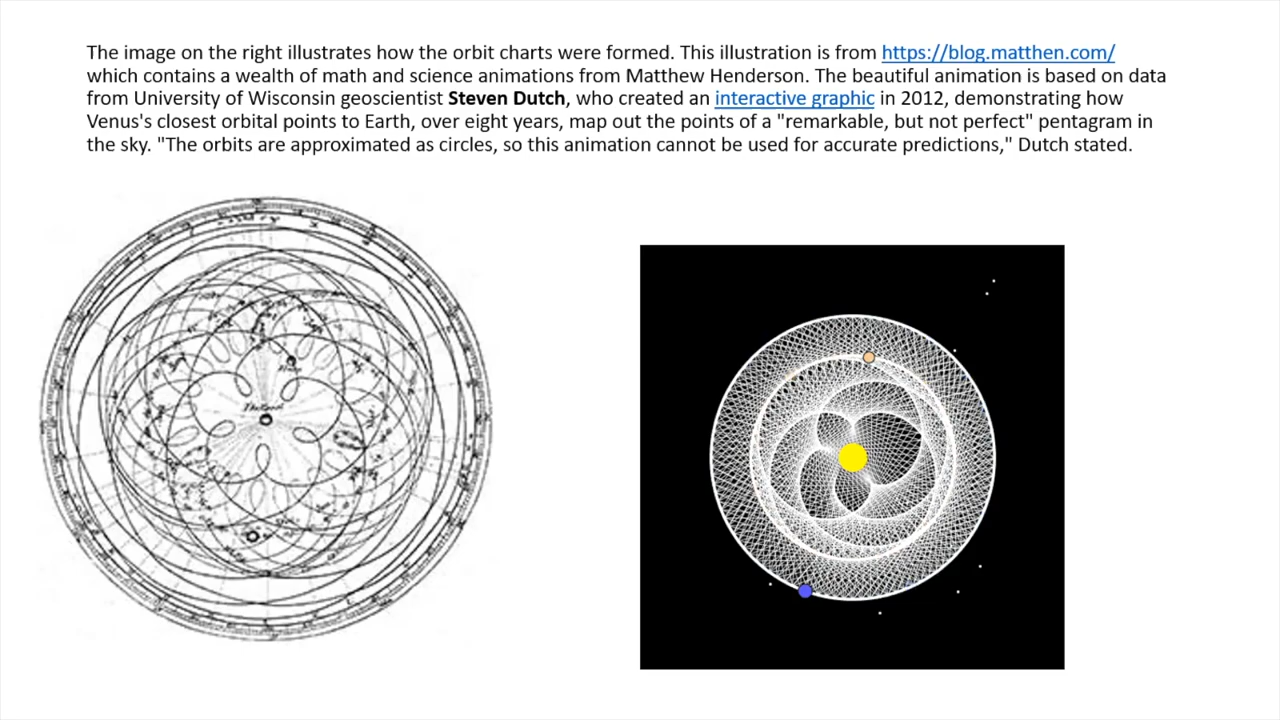 The image on the right illustrates how the orbit charts were formed. This illustration is from https://blog.matthen.com/
which contains a wealth of math and science animations from Matthew Henderson. The beautiful animation is based on data
from University of Wisconsin geoscientist Steven Dutch, who created an interactive graphic in 2012, demonstrating how
Venus's closest orbital points to Earth, over eight years, map out the points of a "remarkable, but not perfect" pentagram in
the sky. "The orbits are approximated as circles, so this animation cannot be used for accurate predictions," Dutch stated.